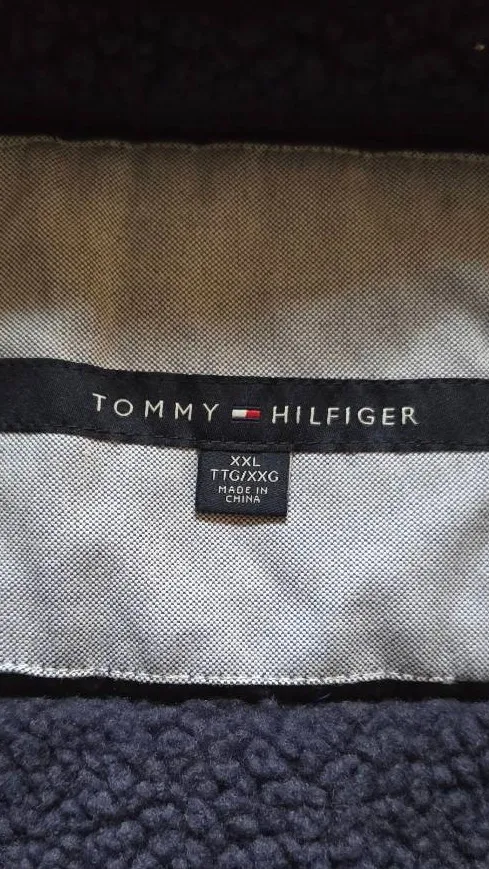 TOMMY HILFIGER
XXL
TTG/XXG
MADE IN
CHINA